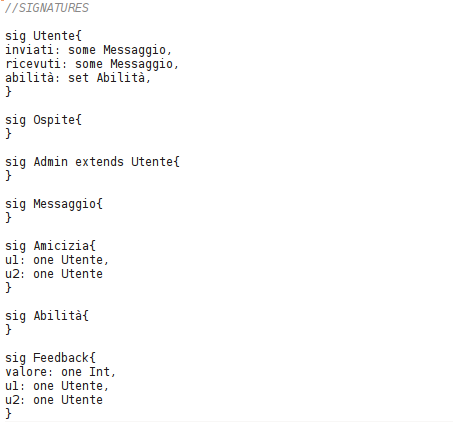 //SIGNATURES
sig Utente{
inviati: some Messaggio,
ricevuti: some Messaggio,
abilità: set Abilità,
}
sig Ospite{
}
sig Admin extends Utente{
}
sig Messaggio{
}
sig Amicizia{
u1: one Utente,
u2: one Utente
}
sig Abilità{
}
sig Feedback{
valore: one Int,
u1: one Utente,
u2: one Utente
}